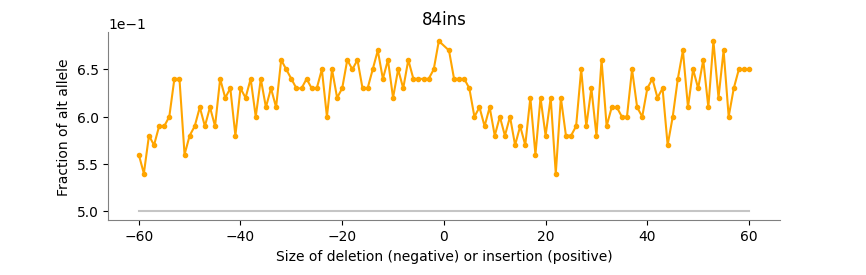 84ins
1e−1
6.5
6.0
5.5
5.0
Fraction of alt allele
−60 −40 −20 0 20 40 60
Size of deletion (negative) or insertion (positive)